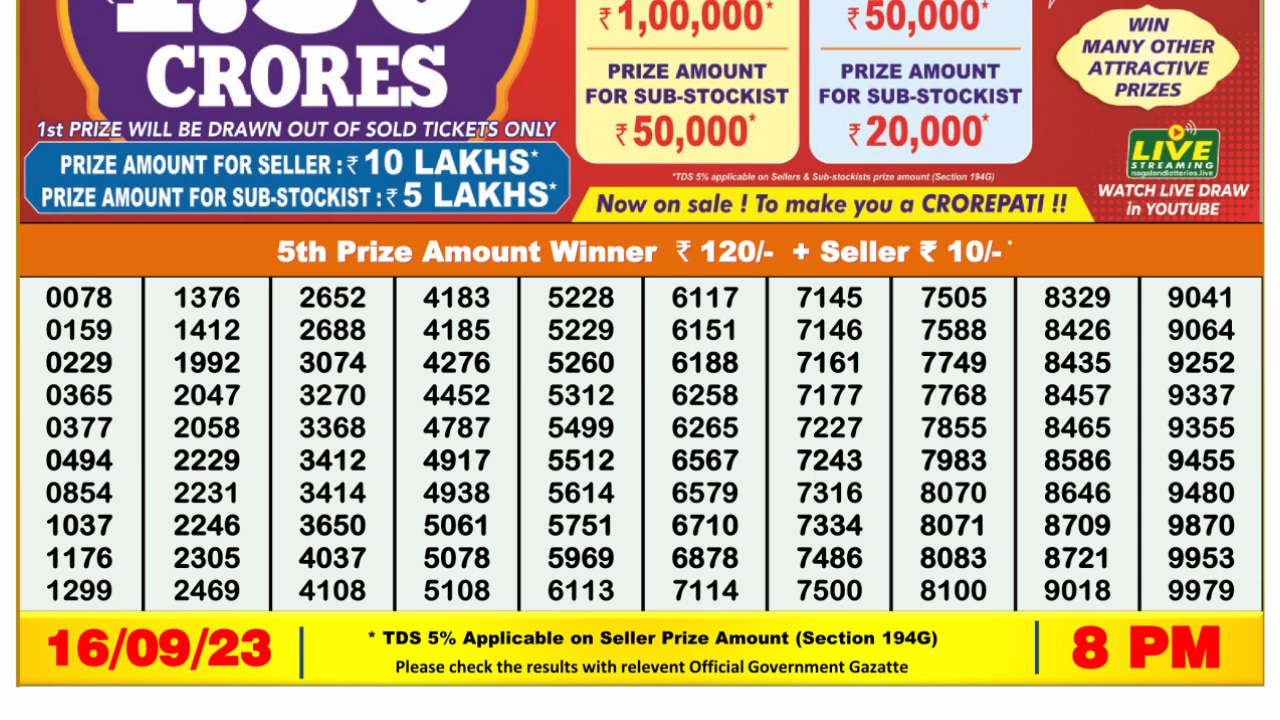 CRORES
1st PRIZE WILL BE DRAWN OUT OF SOLD TICKETS ONLY
PRIZE AMOUNT FOR SELLER : ₹ 10 LAKHS*
PRIZE AMOUNT FOR SUB-STOCKIST : ₹ 5 LAKHS*
₹ 1,00,000*
PRIZE AMOUNT
FOR SUB-STOCKIST
₹ 50,000*
₹ 50,000*
PRIZE AMOUNT
FOR SUB-STOCKIST
₹ 20,000*
*TDS 5% applicable on Sellers & Sub-stockists prize amount (Section 194G)
Now on sale ! To make you a CROREPATI !!
WIN
MANY OTHER
ATTRACTIVE
PRIZES
LIVE
STREAMING
nagalandlotteries.live
WATCH LIVE DRAW
in YOUTUBE
5th Prize Amount Winner ₹ 120/- + Seller ₹ 10/-*
0078 1376 2652 4183 5228 6117 7145 7505 8329 9041
0159 1412 2688 4185 5229 6151 7146 7588 8426 9064
0229 1992 3074 4276 5260 6188 7161 7749 8435 9252
0365 2047 3270 4452 5312 6258 7177 7768 8457 9337
0377 2058 3368 4787 5499 6265 7227 7855 8465 9355
0494 2229 3412 4917 5512 6567 7243 7983 8586 9455
0854 2231 3414 4938 5614 6579 7316 8070 8646 9480
1037 2246 3650 5061 5751 6710 7334 8071 8709 9870
1176 2305 4037 5078 5969 6878 7486 8083 8721 9953
1299 2469 4108 5108 6113 7114 7500 8100 9018 9979
16/09/23
* TDS 5% Applicable on Seller Prize Amount (Section 194G)
Please check the results with relevent Official Government Gazatte
8 PM